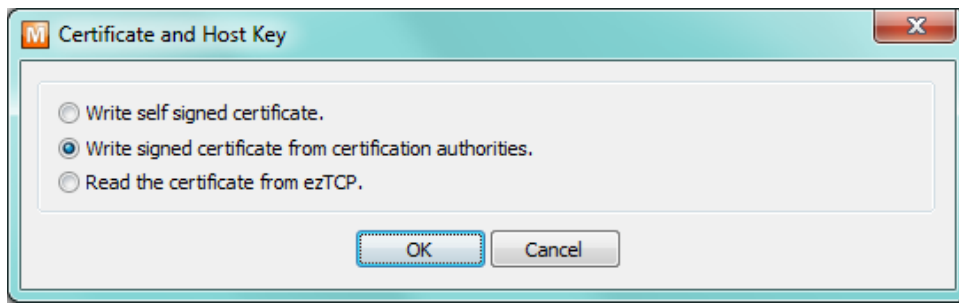 M Certificate and Host Key
Write self signed certificate.
Write signed certificate from certification authorities.
Read the certificate from ezTCP.
OK Cancel